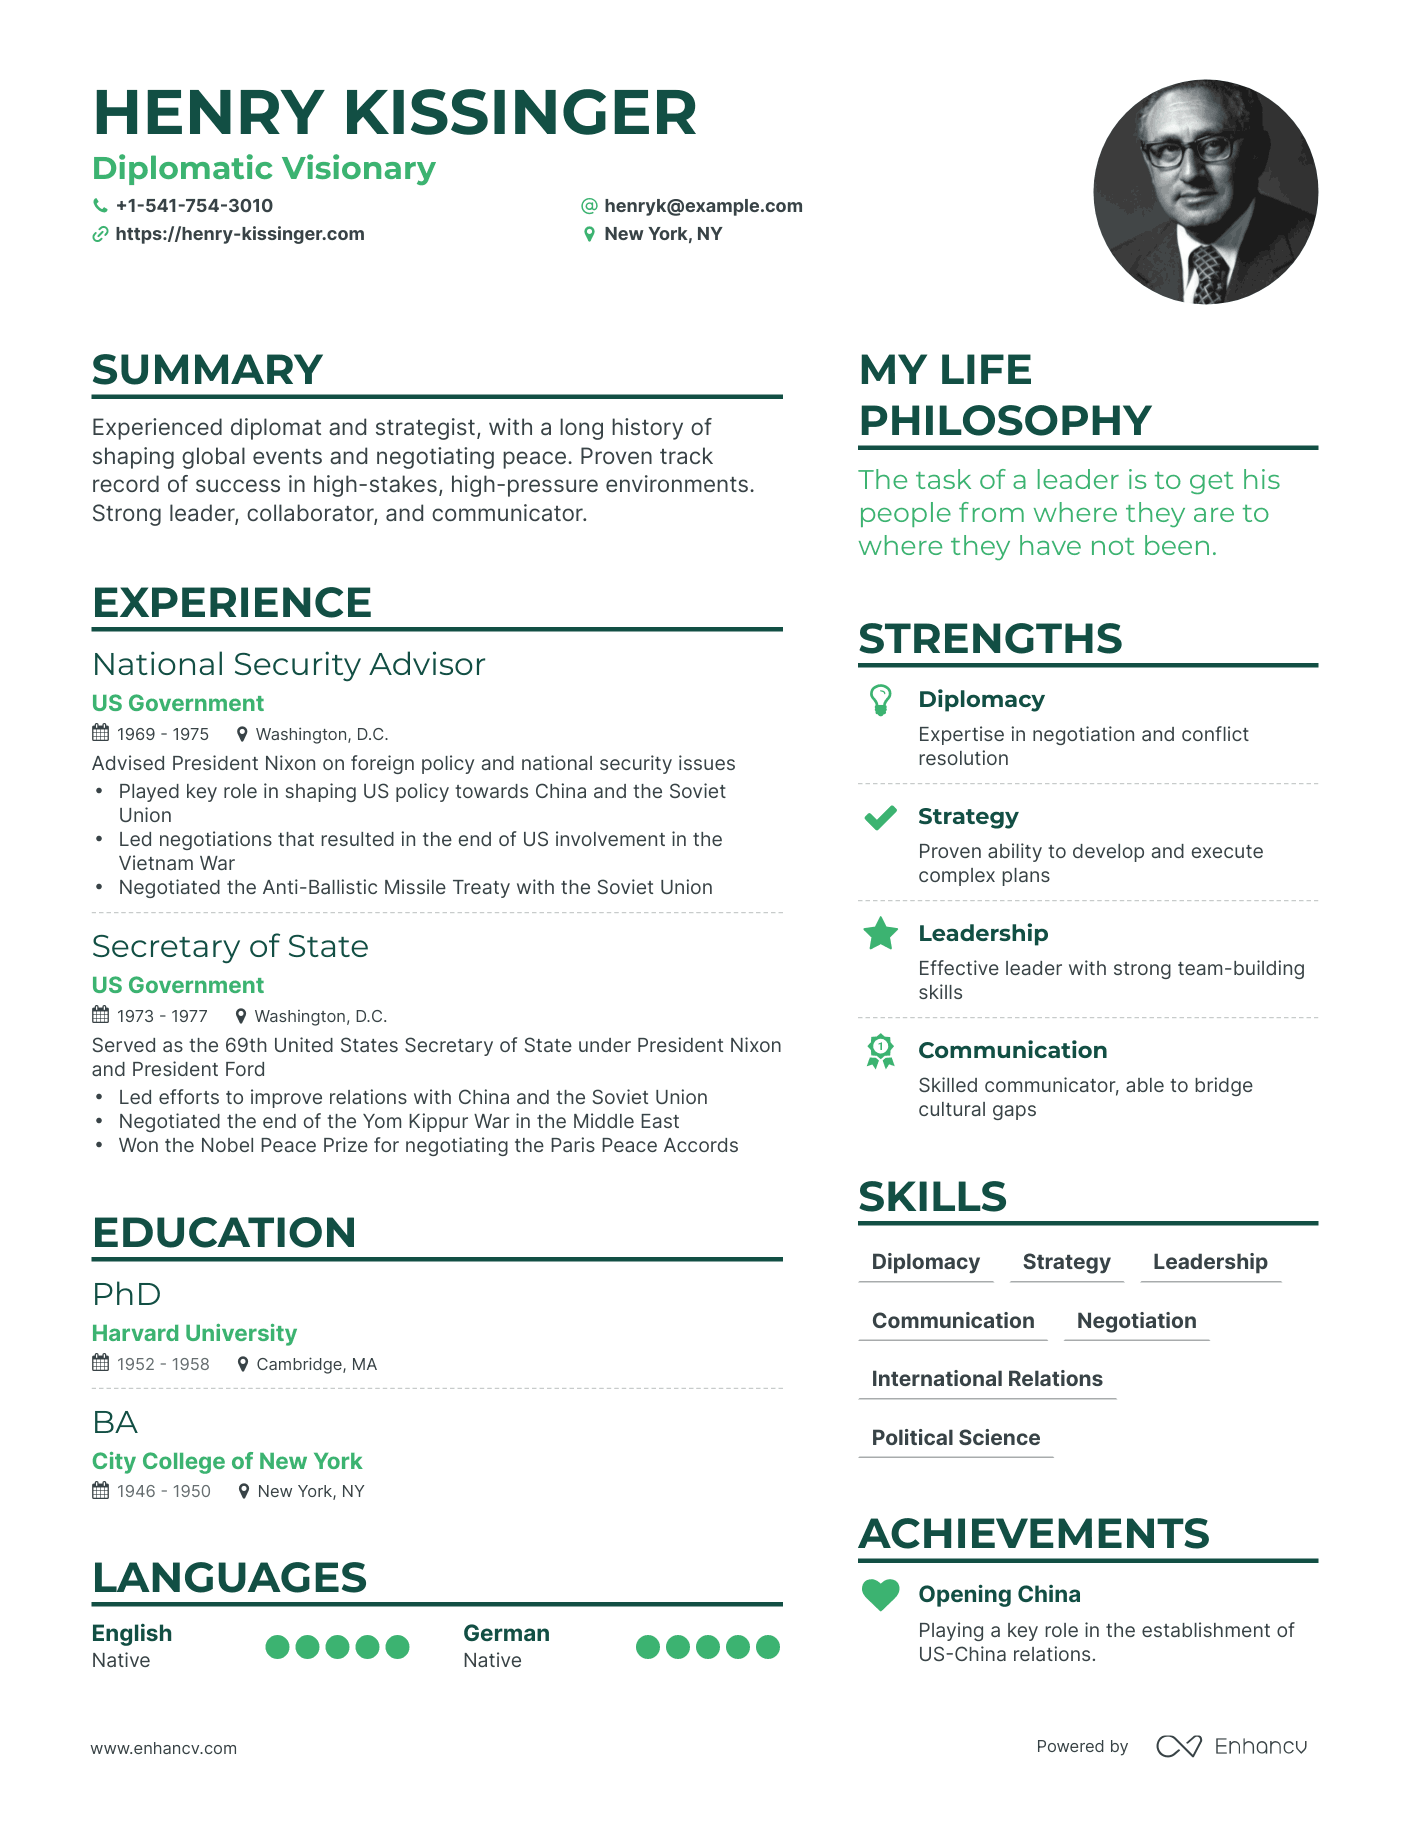 HENRY KISSINGER
Diplomatic Visionary
+1-541-754-3010
henryk@example.com
https://henry-kissinger.com
New York, NY
SUMMARY
Experienced diplomat and strategist, with a long history of
shaping global events and negotiating peace. Proven track
record of success in high-stakes, high-pressure environments.
Strong leader, collaborator, and communicator.
EXPERIENCE
National Security Advisor
US Government
1969 - 1975 Washington, D.C.
Advised President Nixon on foreign policy and national security issues
• Played key role in shaping US policy towards China and the Soviet
Union
• Led negotiations that resulted in the end of US involvement in the
Vietnam War
• Negotiated the Anti-Ballistic Missile Treaty with the Soviet Union
Secretary of State
US Government
1973 - 1977 Washington, D.C.
Served as the 69th United States Secretary of State under President Nixon
and President Ford
• Led efforts to improve relations with China and the Soviet Union
• Negotiated the end of the Yom Kippur War in the Middle East
• Won the Nobel Peace Prize for negotiating the Paris Peace Accords
EDUCATION
PhD
Harvard University
1952 - 1958 Cambridge, MA
BA
City College of New York
1946 - 1950 New York, NY
LANGUAGES
English
Native
German
Native
MY LIFE
PHILOSOPHY
The task of a leader is to get his
people from where they are to
where they have not been.
STRENGTHS
Diplomacy
Expertise in negotiation and conflict
resolution
Strategy
Proven ability to develop and execute
complex plans
Leadership
Effective leader with strong team-building
skills
1
Communication
Skilled communicator, able to bridge
cultural gaps
SKILLS
Diplomacy Strategy Leadership
Communication Negotiation
International Relations
Political Science
ACHIEVEMENTS
Opening China
Playing a key role in the establishment of
US-China relations.
www.enhancv.com
Powered by Enhancv